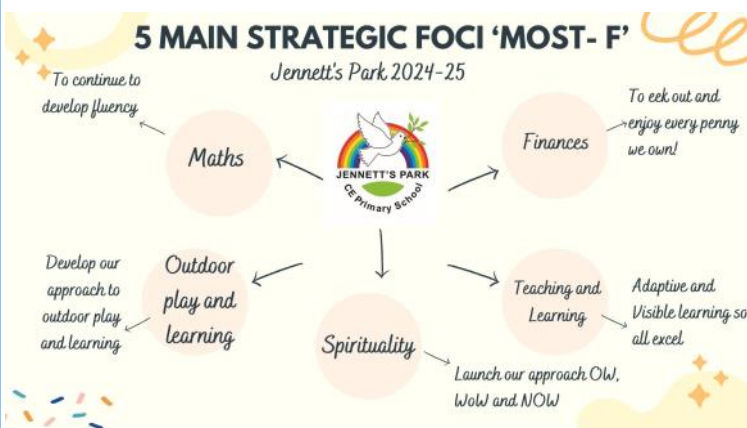 5 MAIN STRATEGIC FOCI ‘MOST- F’
Jennett's Park 2024-25
To continue to
develop fluency
Maths
JENNETT'S PARK
CE Primary School
Finances
To eek out and
enjoy every penny
we own!
Develop our
approach to
outdoor play
and learning
Outdoor
play and
learning
Spirituality
Launch our approach OW,
WoW and NOW
Teaching and
Learning
Adaptive and
Visible learning so
all excel